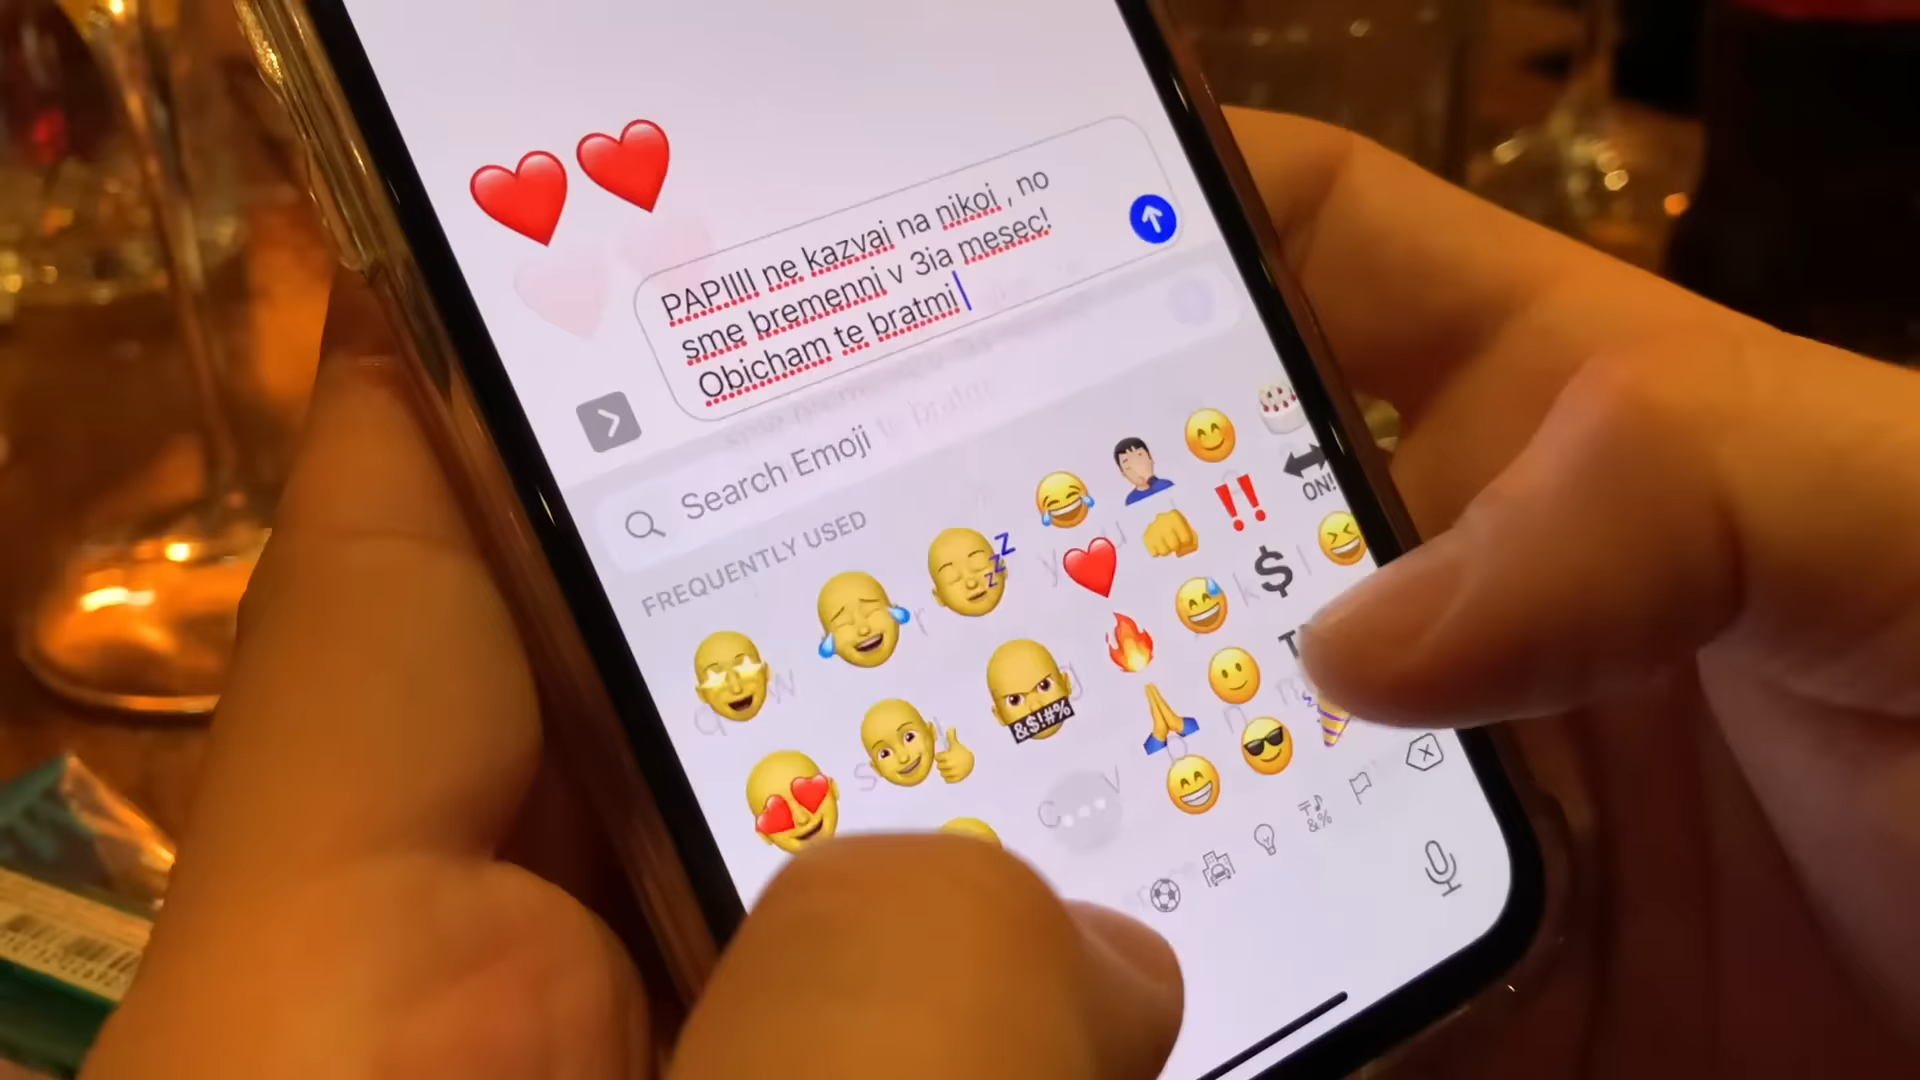 PAPIIII ne kazvai na nikoi , no
sme bremenni v 3ia mesec!
Obicham te bratmi
Search Emoji
FREQUENTLY USED
&$!#%
ON!